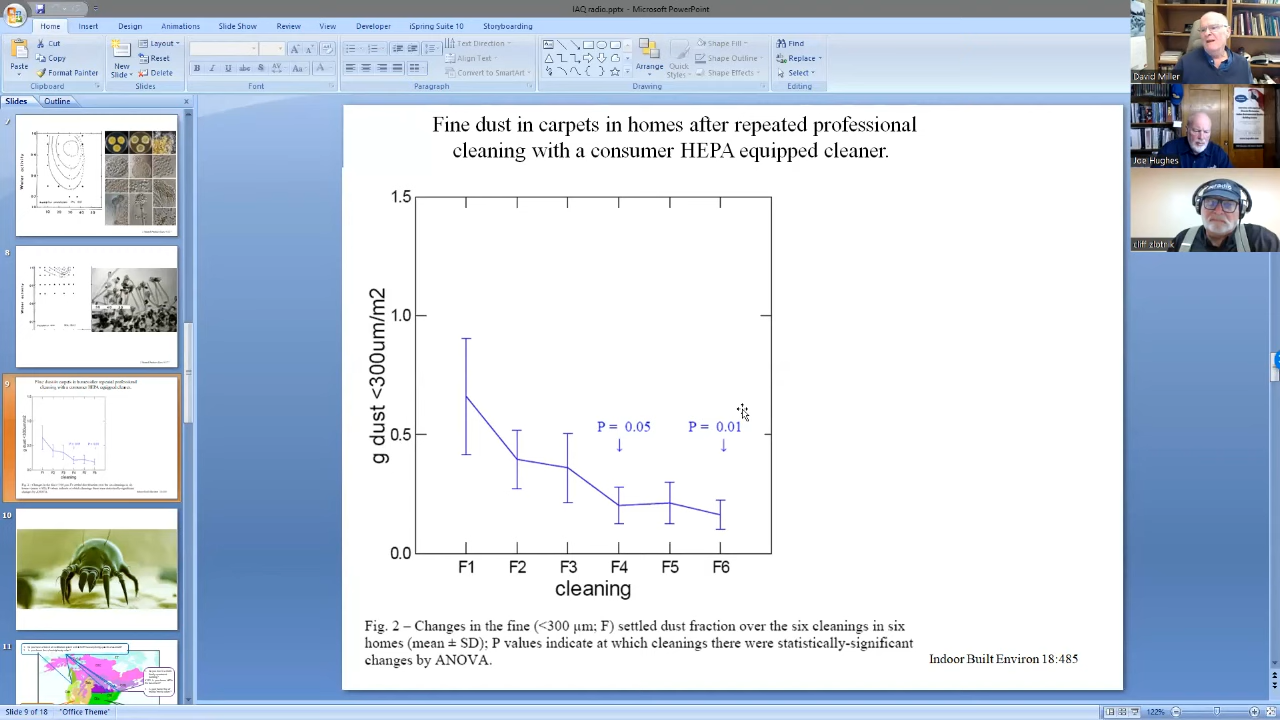 IAQ radio.pptx - Microsoft PowerPoint
Home Insert Design Animations Slide Show Review View Developer iSpring Suite 10 Storyboarding
Paste
Cut
Copy
Format Painter
Clipboard
New Slide
Layout
Reset
Delete
Slides
Font
Paragraph
Text Direction
Align Text
Convert to SmartArt
Arrange
Quick Styles
Shape Fill
Shape Outline
Shape Effects
Drawing
Find
Replace
Select
Editing
Slides Outline
8
9
10
11
Fine dust in carpets in homes after repeated professional
cleaning with a consumer HEPA equipped cleaner.
1.5
1.0
0.5
0.0
g dust <300um/m2
P = 0.05
P = 0.01
F1 F2 F3 F4 F5 F6
cleaning
Fig. 2 – Changes in the fine (<300 µm; F) settled dust fraction over the six cleanings in six
homes (mean ± SD); P values indicate at which cleanings there were statistically-significant
changes by ANOVA.
Indoor Built Environ 18:485
David Miller
Joe Hughes
cliff zlotnik
Slide 9 of 18
"Office Theme"
122%